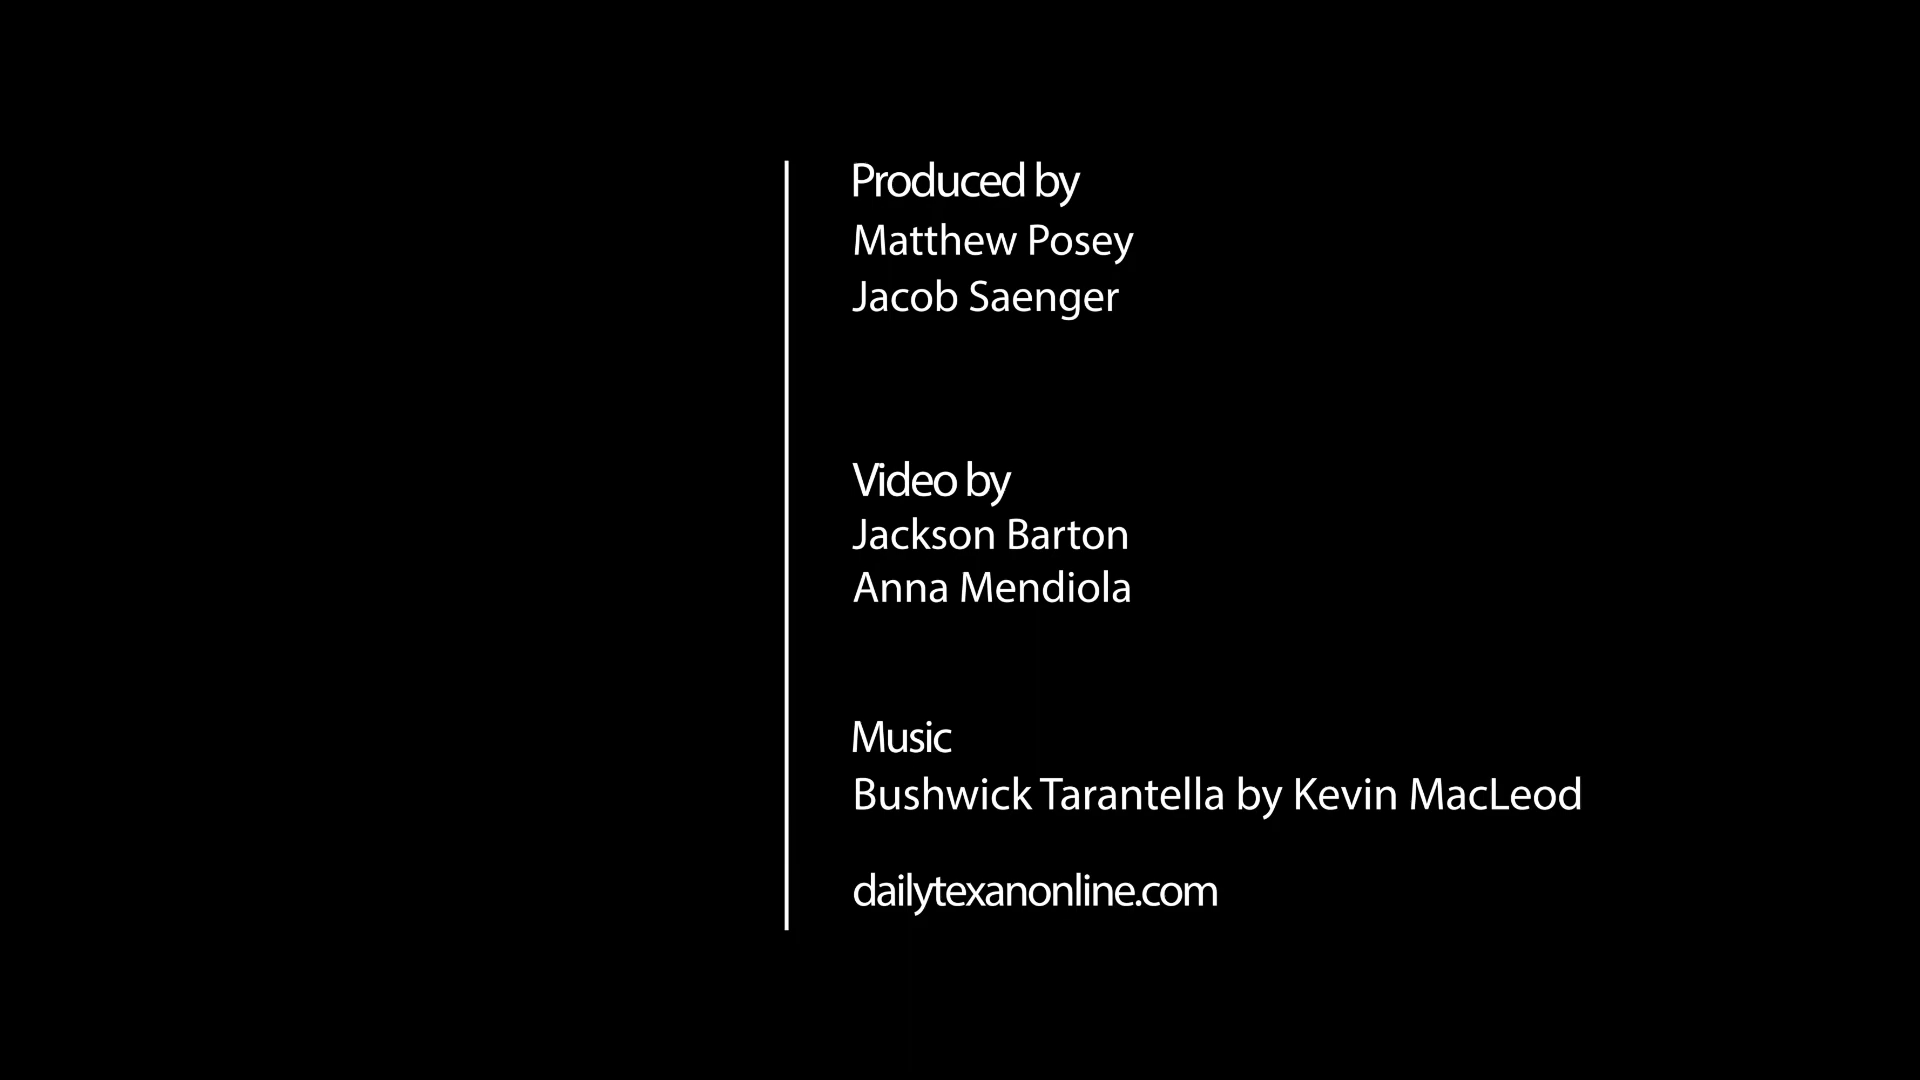 Produced by
Matthew Posey
Jacob Saenger
Video by
Jackson Barton
Anna Mendiola
Music
Bushwick Tarantella by Kevin MacLeod
dailytexanonline.com